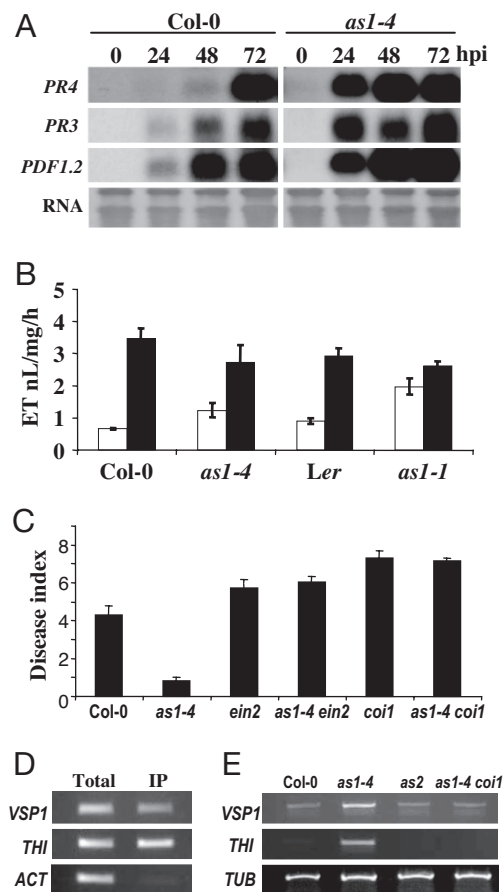 A
Col-0 as1-4
0 24 48 72 hpi 0 24 48 72
PR4
PR3
PDF1.2
RNA
B
ET nL/mg/h
5
4
3
2
1
0
Col-0 as1-4 Ler as1-1
C
Disease index
8
6
4
2
0
Col-0 as1-4 ein2 as1-4 ein2 coi1 as1-4 coi1
D
Total IP
VSP1
THI
ACT
E
Col-0 as1-4 as2 as1-4 coi1
VSP1
THI
TUB